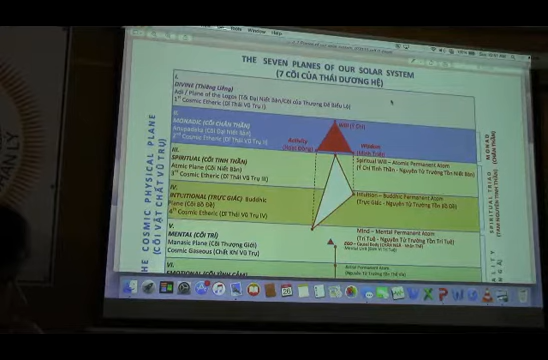 THE SEVEN PLANES OF OUR SOLAR SYSTEM
(7 CÕI CỦA THÁI DƯƠNG HỆ)
I.
DIVINE (Thiêng Liêng)
Adi / Plane of the Logos (Tối Đại Niết Bàn/Cõi của Thượng Đế Biểu Lộ)
1st Cosmic Etheric (Dĩ Thái Vũ Trụ I)
II.
MONADIC (CÕI CHÂN THẦN)
Anupadaka (Cõi Đại Niết Bàn)
2nd Cosmic Etheric (Dĩ Thái Vũ Trụ II)
Will (Ý Chí)
Activity
(Hoạt Động)
Wisdom
(Minh Triết)
III.
SPIRITUAL (CÕI TINH THẦN)
Atmic Plane (Cõi Niết Bàn)
3rd Cosmic Etheric (Dĩ Thái Vũ Trụ III)
Spiritual Will – Atomic Permanent Atom
(Ý Chí Tinh Thần - Nguyên Tử Trường Tồn Niết Bàn)
IV.
INTUITIONAL (TRỰC GIÁC) Buddhic
Plane (Cõi Bồ Đề)
4th Cosmic Etheric (Dĩ Thái Vũ Trụ IV)
Intuition – Buddhic Permanent Atom
(Trực Giác - Nguyên Tử Trường Tồn Bồ Đề)
V.
MENTAL (CÕI TRÍ)
Manasic Plane (Cõi Thượng Giới)
Cosmic Gaseous (Chất Khí Vũ Trụ)
Mind – Mental Permanent Atom
(Trí Tuệ - Nguyên Tử Trường Tồn Trí Tuệ)
VI.
EMOTIONAL (CÕI TÌNH CẢM)
Astral Permanent Atom
HE COSMIC PHYSICAL PLANE
(CÕI VẬT CHẤT VŨ TRỤ)
MONAD
(CHÂN THẦN)
SPIRITUAL TRIAD
(TAM NGUYÊN TINH THẦN)
ALITY
NLY